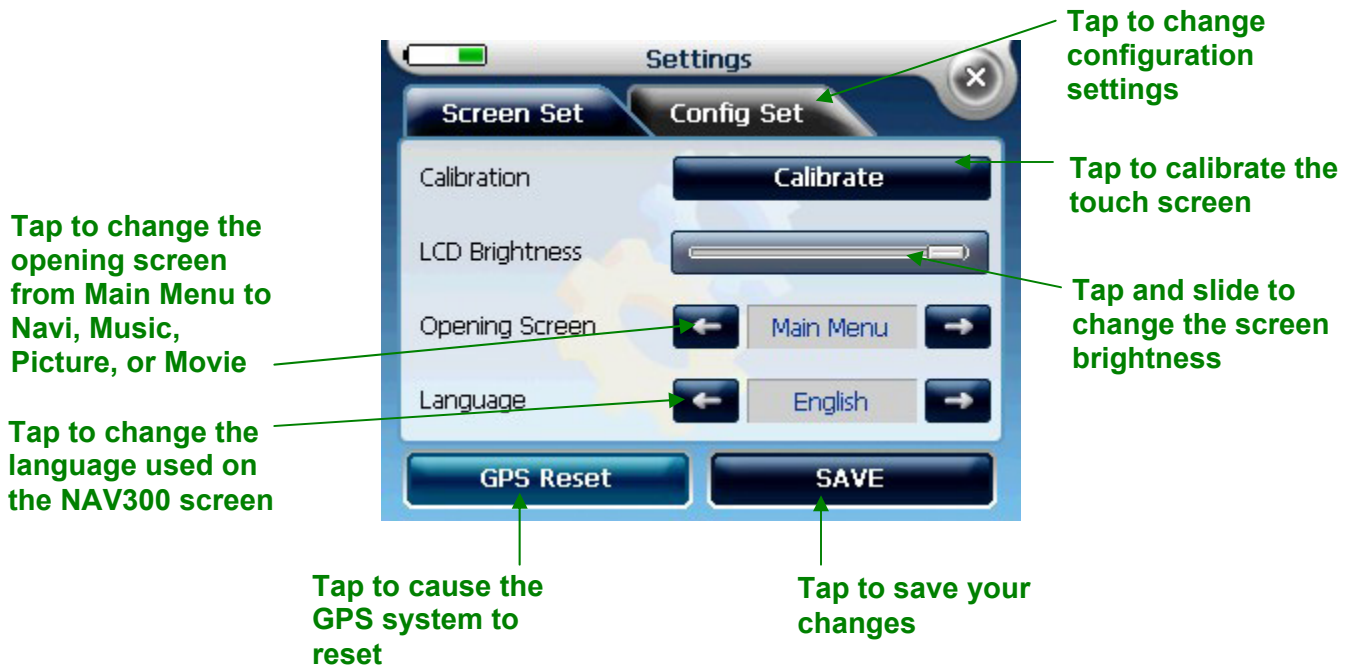 Tap to change
configuration
settings
Settings
Screen Set
Config Set
Calibration
Calibrate
Tap to calibrate the
touch screen
Tap to change the
opening screen
from Main Menu to
Navi, Music,
Picture, or Movie
LCD Brightness
Tap and slide to
change the screen
brightness
Opening Screen
Main Menu
Language
English
Tap to change the
language used on
the NAV300 screen
GPS Reset
SAVE
Tap to cause the
GPS system to
reset
Tap to save your
changes